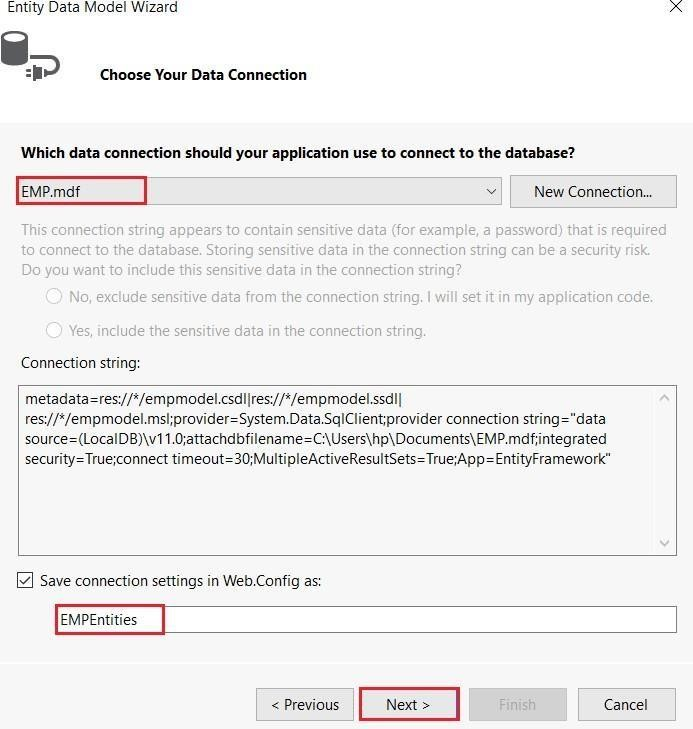 Entity Data Model Wizard
Choose Your Data Connection
Which data connection should your application use to connect to the database?
EMP.mdf
New Connection...
This connection string appears to contain sensitive data (for example, a password) that is required
to connect to the database. Storing sensitive data in the connection string can be a security risk.
Do you want to include this sensitive data in the connection string?
No, exclude sensitive data from the connection string. I will set it in my application code.
Yes, include the sensitive data in the connection string.
Connection string:
metadata=res://*/empmodel.csdl|res://*/empmodel.ssdl|
res://*/empmodel.msl;provider=System.Data.SqlClient;provider connection string="data
source=(LocalDB)\v11.0;attachdbfilename=C:\Users\hp\Documents\EMP.mdf;integrated
security=True;connect timeout=30;MultipleActiveResultSets=True;App=EntityFramework"
Save connection settings in Web.Config as:
EMPEntities
< Previous
Next >
Finish
Cancel